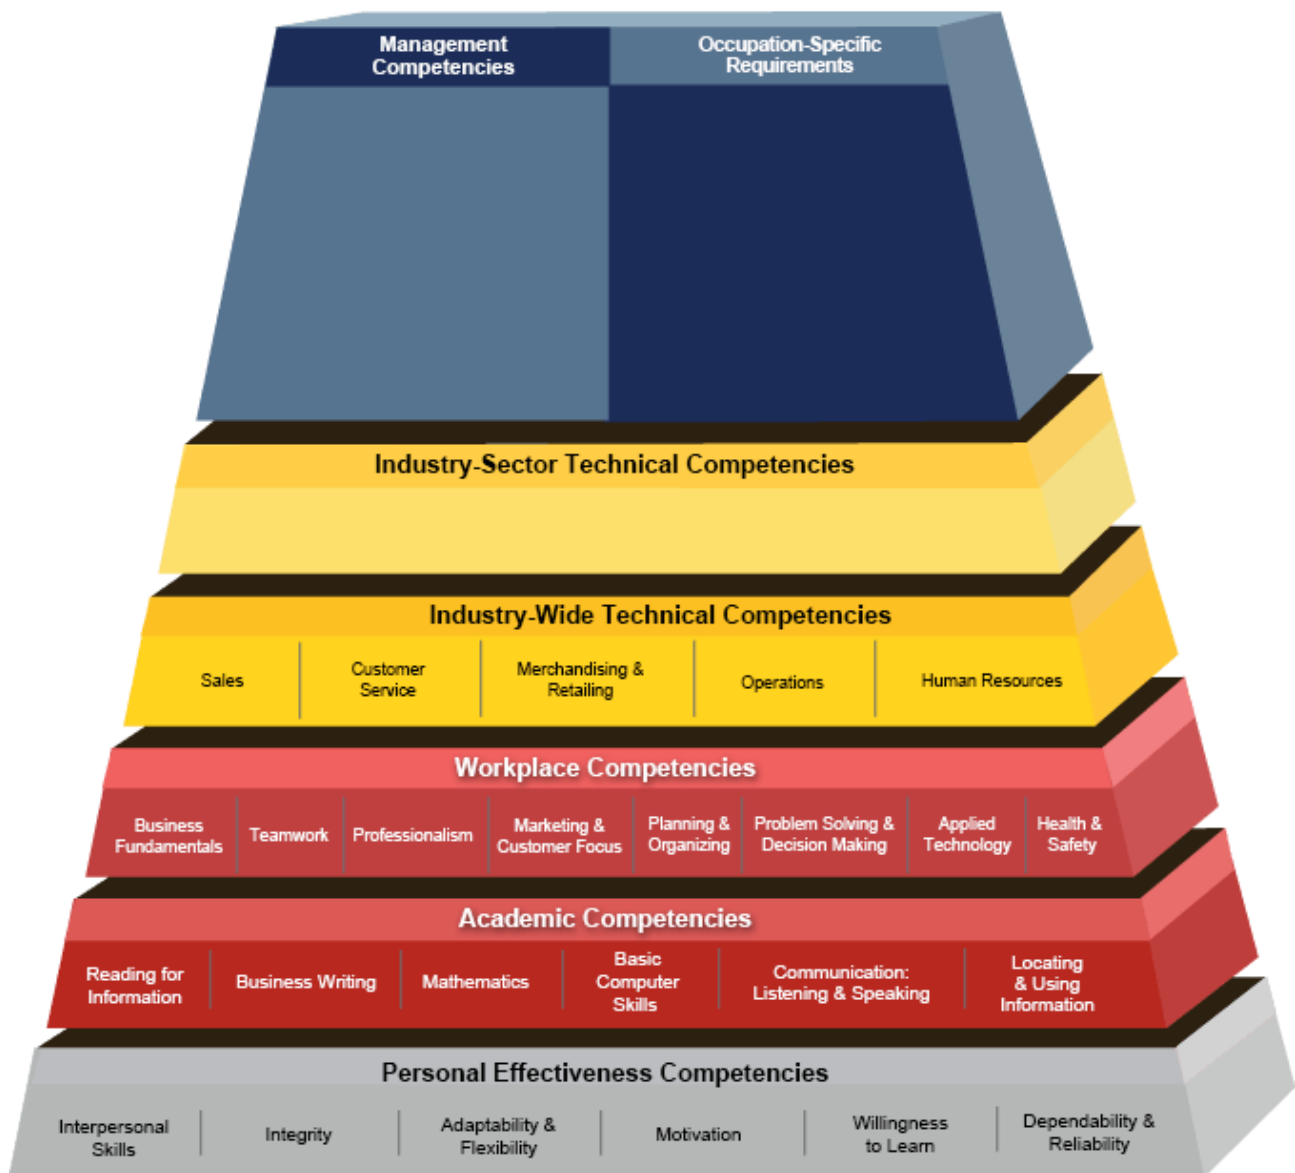 Management
Competencies
Occupation-Specific
Requirements
Industry-Sector Technical Competencies
Industry-Wide Technical Competencies
Sales
Customer
Service
Merchandising &
Retailing
Operations
Human Resources
Workplace Competencies
Business
Fundamentals
Teamwork
Professionalism
Marketing &
Customer Focus
Planning &
Organizing
Problem Solving &
Decision Making
Applied
Technology
Health &
Safety
Academic Competencies
Reading for
Information
Business Writing
Mathematics
Basic
Computer
Skills
Communication:
Listening & Speaking
Locating
& Using
Information
Personal Effectiveness Competencies
Interpersonal
Skills
Integrity
Adaptability &
Flexibility
Motivation
Willingness
to Learn
Dependability &
Reliability